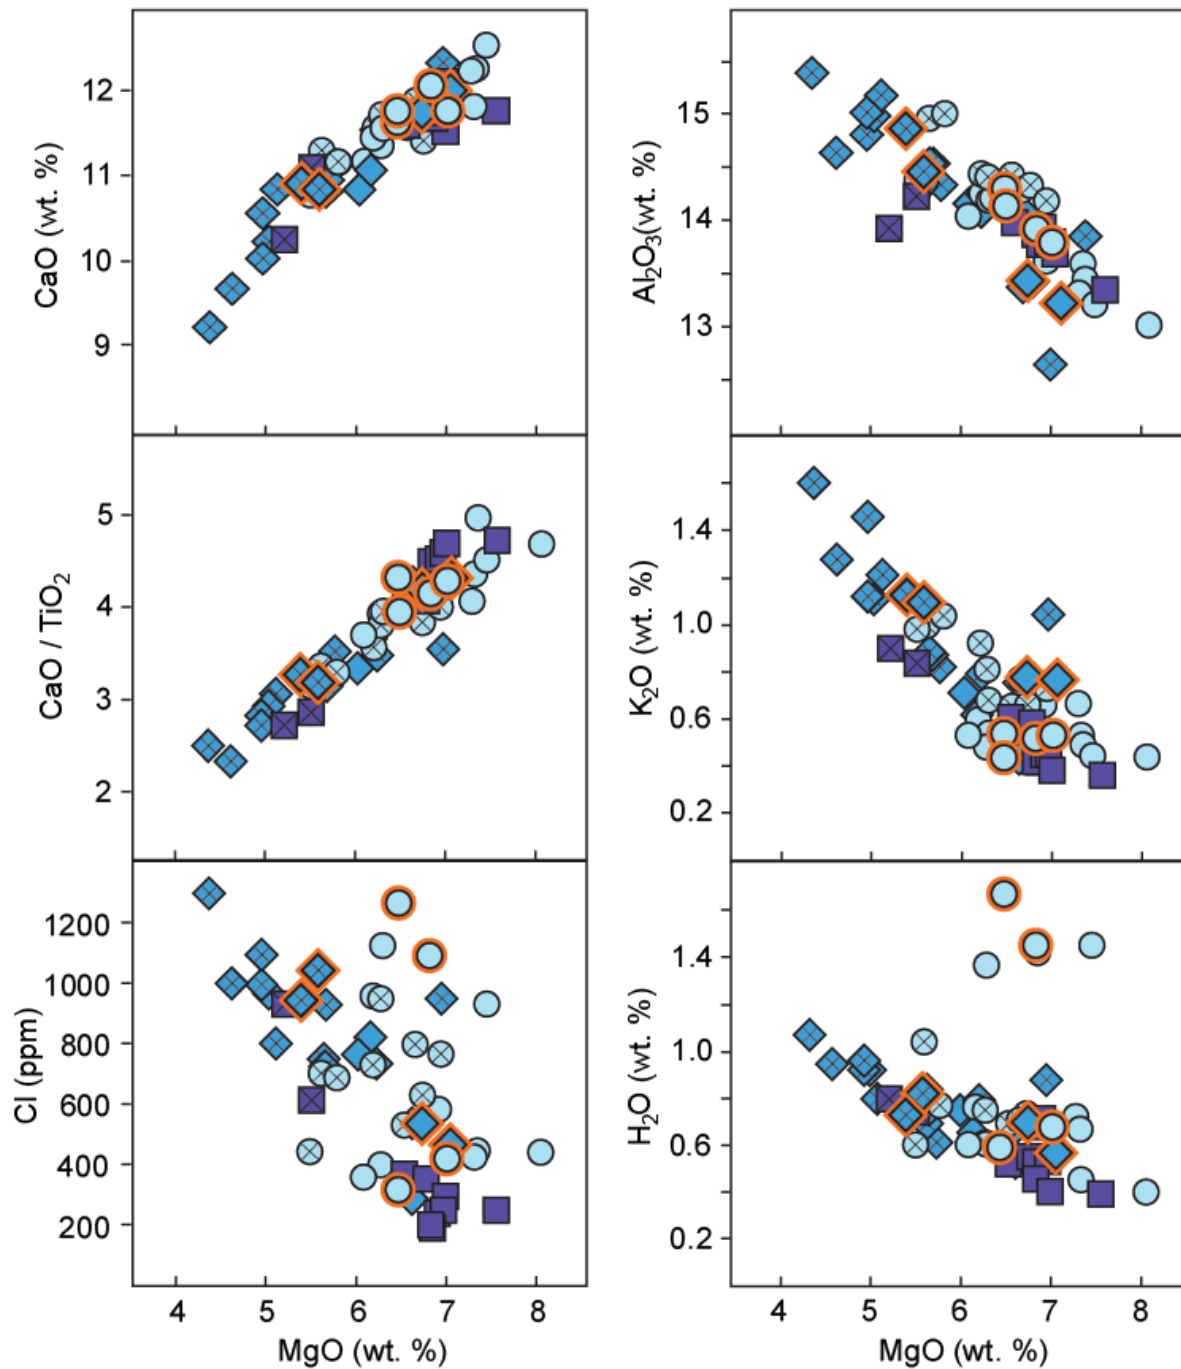 CaO (wt. %)
12
11
10
9
Al₂O₃(wt. %)
15
14
13
CaO / TiO₂
5
4
3
2
K₂O (wt. %)
1.4
1.0
0.6
0.2
Cl (ppm)
1200
1000
800
600
400
200
H₂O (wt. %)
1.4
1.0
0.6
0.2
4 5 6 7 8
MgO (wt. %)
4 5 6 7 8
MgO (wt. %)